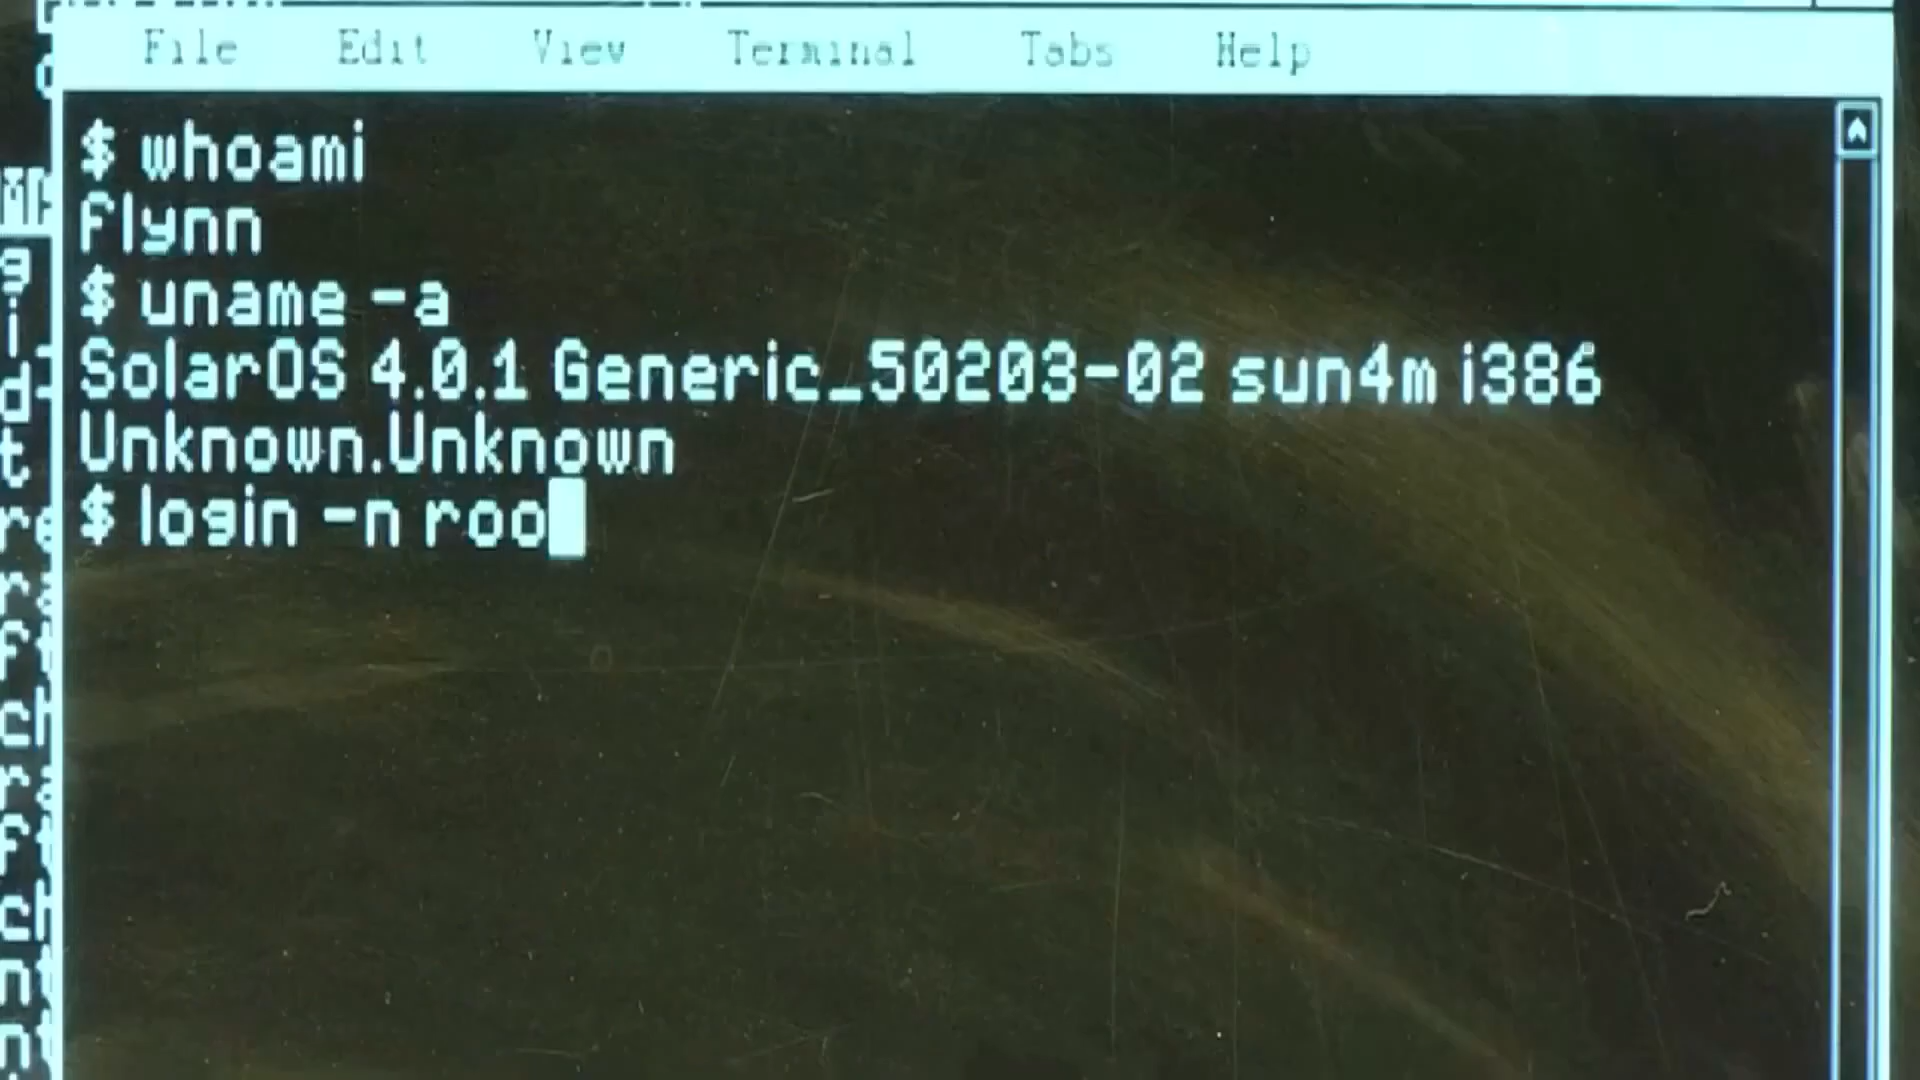 File Edit View Terminal Tabs Help
$ whoami
flynn
$ uname -a
SolarOS 4.0.1 Generic_50203-02 sun4m i386
Unknown.Unknown
$ login -n roo